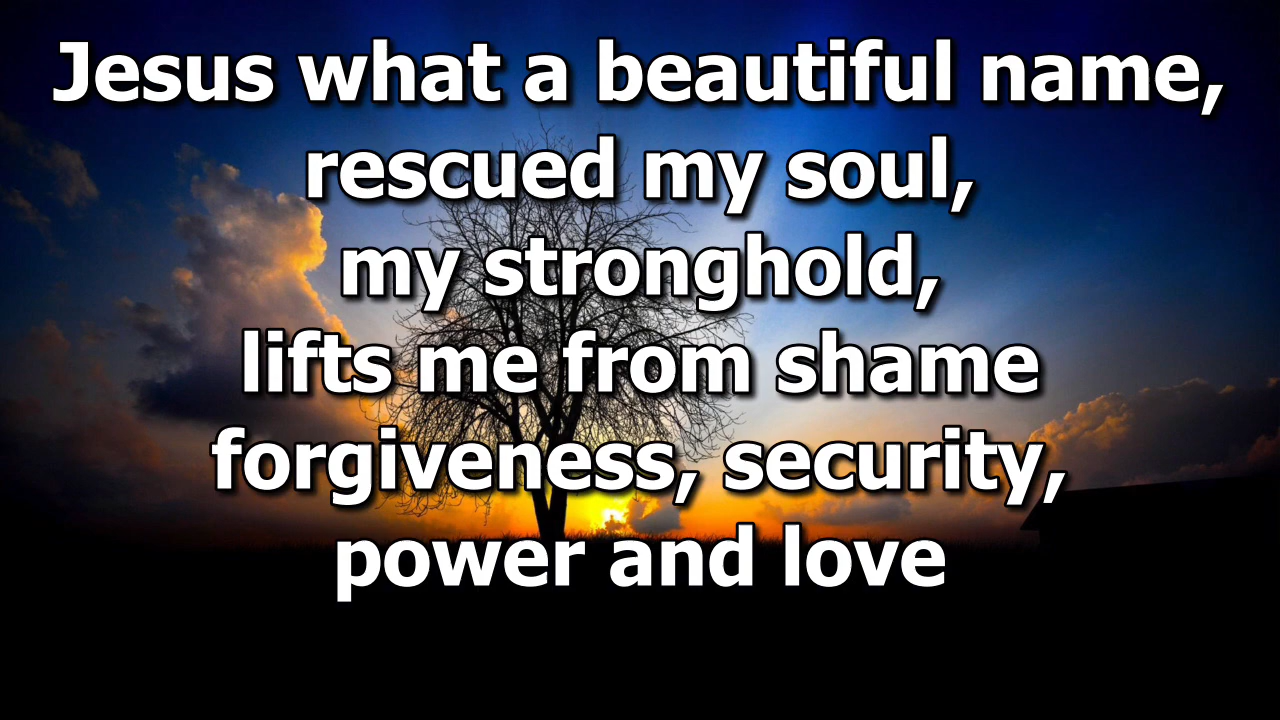 Jesus what a beautiful name,
rescued my soul,
my stronghold,
lifts me from shame
forgiveness, security,
power and love